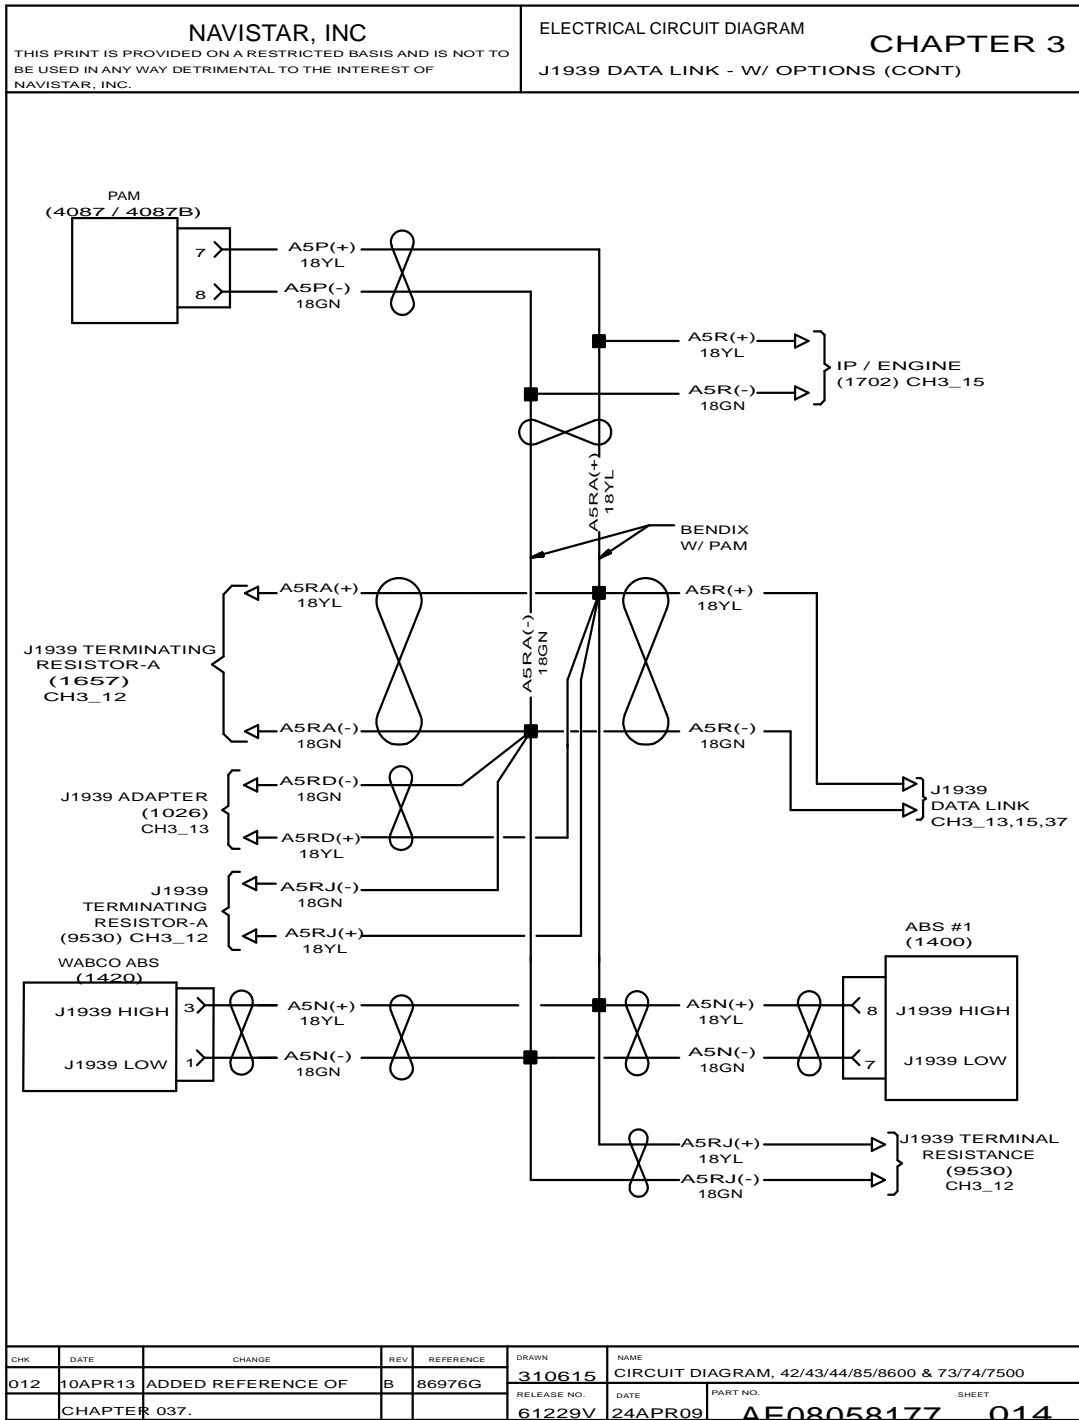 NAVISTAR, INC
THIS PRINT IS PROVIDED ON A RESTRICTED BASIS AND IS NOT TO
BE USED IN ANY WAY DETRIMENTAL TO THE INTEREST OF
NAVISTAR, INC.
ELECTRICAL CIRCUIT DIAGRAM
CHAPTER 3
J1939 DATA LINK - W/ OPTIONS (CONT)
PAM
(4087 / 4087B)
7
A5P(+)
18YL
8
A5P(-)
18GN
A5R(+)
18YL
A5R(-)
18GN
IP / ENGINE
(1702) CH3_15
A5RA(+)
18YL
BENDIX
W/ PAM
A5RA(+)
18YL
A5R(+)
18YL
A5RA(-)
18GN
J1939 TERMINATING
RESISTOR-A
(1657)
CH3_12
A5RA(-)
18GN
A5R(-)
18GN
J1939 ADAPTER
(1026)
CH3_13
A5RD(-)
18GN
A5RD(+)
18YL
J1939
DATA LINK
CH3_13,15,37
J1939
TERMINATING
RESISTOR-A
(9530) CH3_12
A5RJ(-)
18GN
A5RJ(+)
18YL
WABCO ABS
(1420)
J1939 HIGH
3
J1939 LOW
1
A5N(+)
18YL
A5N(-)
18GN
A5N(+)
18YL
A5N(-)
18GN
ABS #1
(1400)
8
J1939 HIGH
7
J1939 LOW
A5RJ(+)
18YL
A5RJ(-)
18GN
J1939 TERMINAL
RESISTANCE
(9530)
CH3_12
CHK DATE CHANGE REV REFERENCE
012 10APR13 ADDED REFERENCE OF B 86976G
CHAPTER 037.
DRAWN
310615
NAME
CIRCUIT DIAGRAM, 42/43/44/85/8600 & 73/74/7500
RELEASE NO.
61229V
DATE
24APR09
PART NO.
AE08058177
SHEET
014